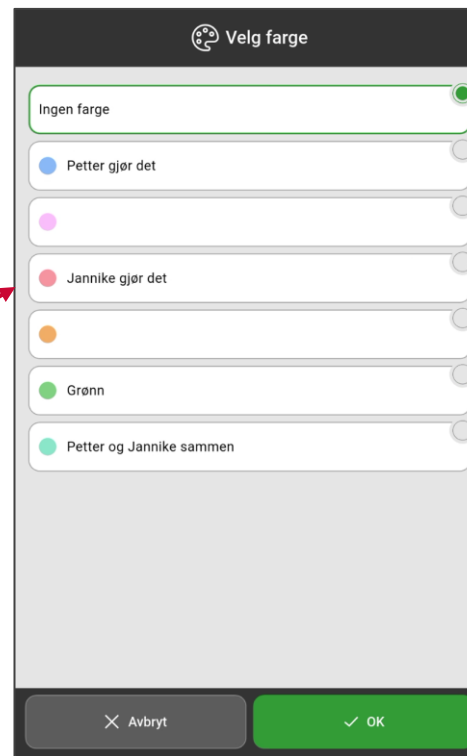 Velg farge
Ingen farge
Petter gjør det
Jannike gjør det
Grønn
Petter og Jannike sammen
Avbryt
OK